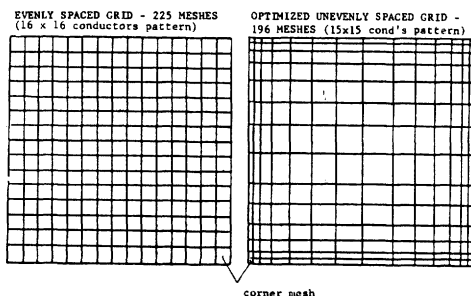 EVENLY SPACED GRID - 225 MESHES
(16 x 16 conductors pattern)
OPTIMIZED UNEVENLY SPACED GRID -
196 MESHES (15x15 cond's pattern)
corner mesh